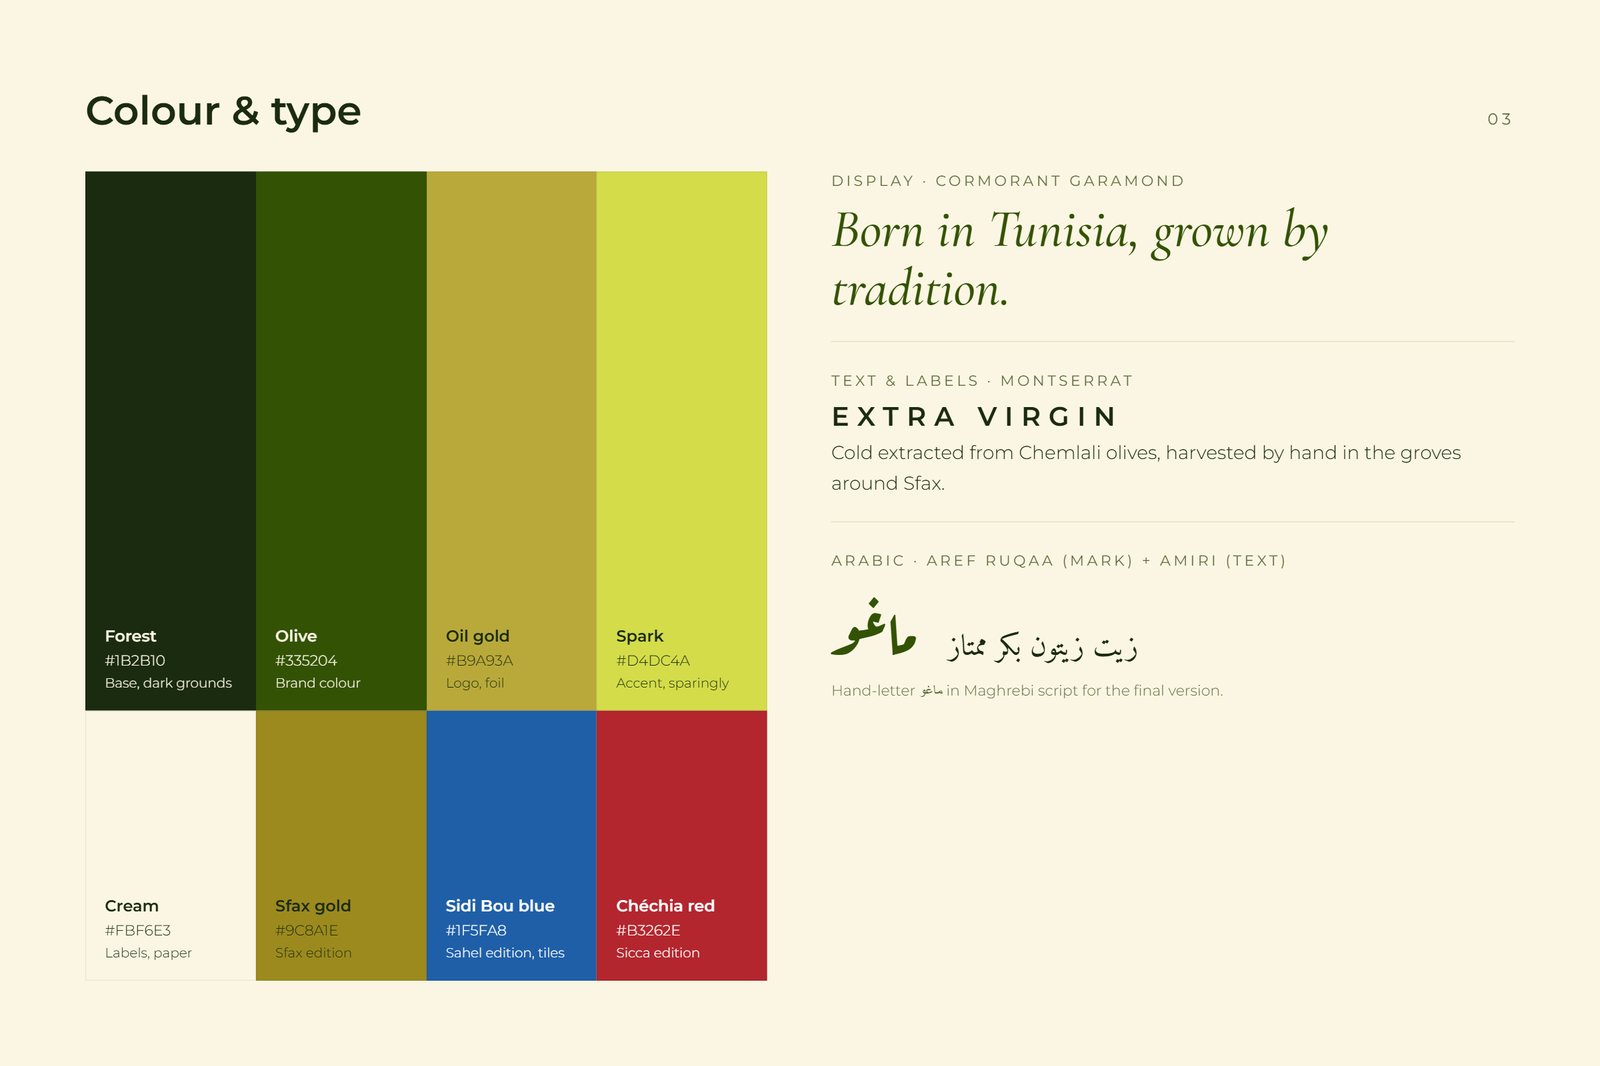 Colour & type
03
Forest
#1B2B10
Base, dark grounds
Olive
#335204
Brand colour
Oil gold
#B9A93A
Logo, foil
Spark
#D4DC4A
Accent, sparingly
Cream
#FBF6E3
Labels, paper
Sfax gold
#9C8A1E
Sfax edition
Sidi Bou blue
#1F5FA8
Sahel edition, tiles
Chéchia red
#B3262E
Sicca edition
DISPLAY · CORMORANT GARAMOND
Born in Tunisia, grown by
tradition.
TEXT & LABELS · MONTSERRAT
EXTRA VIRGIN
Cold extracted from Chemlali olives, harvested by hand in the groves
around Sfax.
ARABIC · AREF RUQAA (MARK) + AMIRI (TEXT)
ماغو
زيت زيتون بكر ممتاز
Hand-letter ماغو in Maghrebi script for the final version.